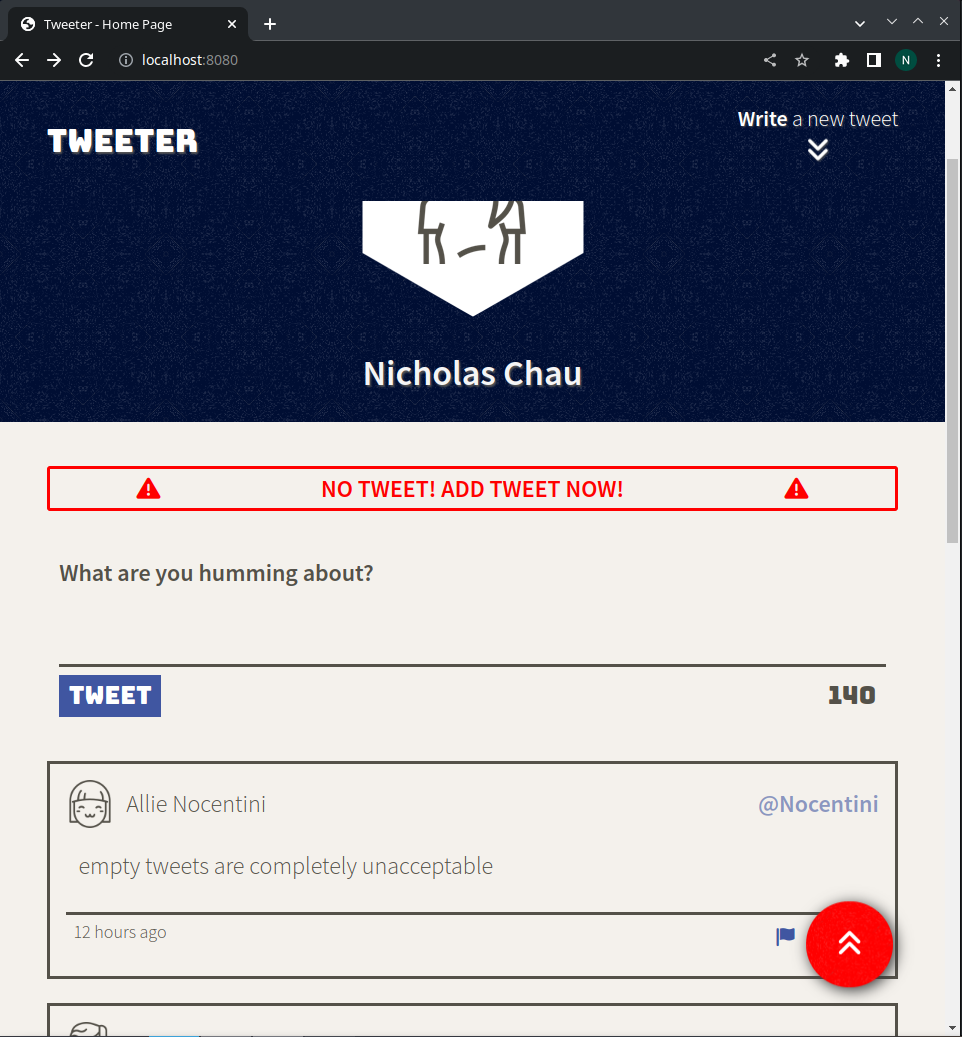 Tweeter - Home Page
localhost:8080
N
TWEETER
Write a new tweet
Nicholas Chau
NO TWEET! ADD TWEET NOW!
What are you humming about?
TWEET
140
Allie Nocentini
@Nocentini
empty tweets are completely unacceptable
12 hours ago